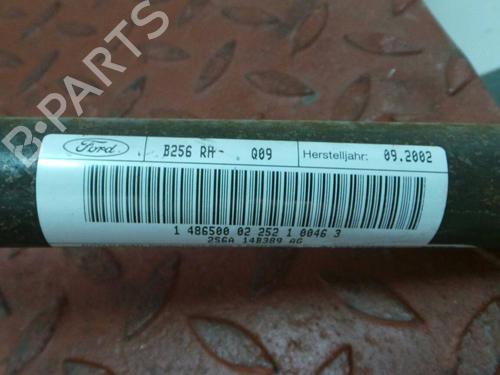 B-PARTS
Ford B256 RH- Q09 Herstelljahr: 09.2002
1 486500 02 252 1 0046 3
2S6A 14B389 AG